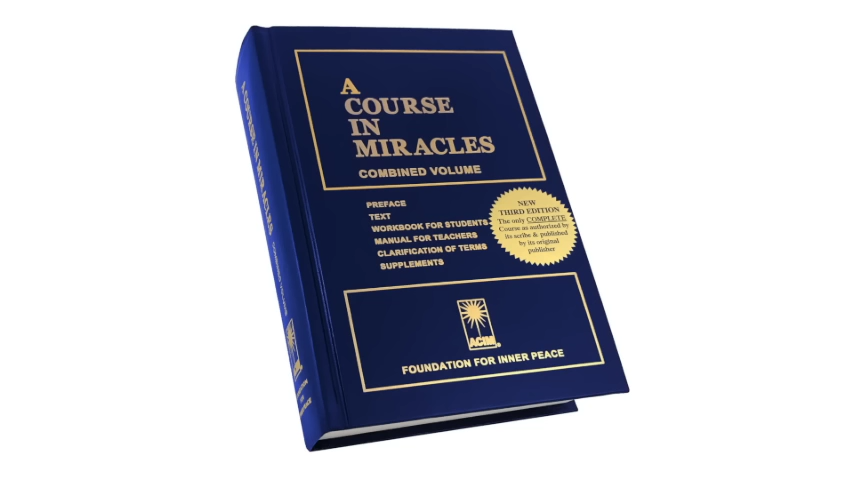 A
COURSE
IN
MIRACLES
COMBINED VOLUME
PREFACE
TEXT
WORKBOOK FOR STUDENTS
MANUAL FOR TEACHERS
CLARIFICATION OF TERMS
SUPPLEMENTS
NEW
THIRD EDITION
The only COMPLETE
Course as authorized by
its scribe & published
by its original
publisher
ACIM®
FOUNDATION FOR INNER PEACE
A COURSE IN MIRACLES
COMBINED VOLUME
ACIM